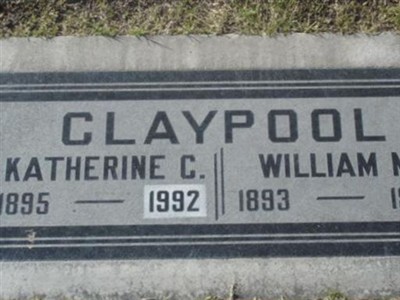 CLAYPOOL
KATHERINE C. WILLIAM
1895 — 1992 1893 —